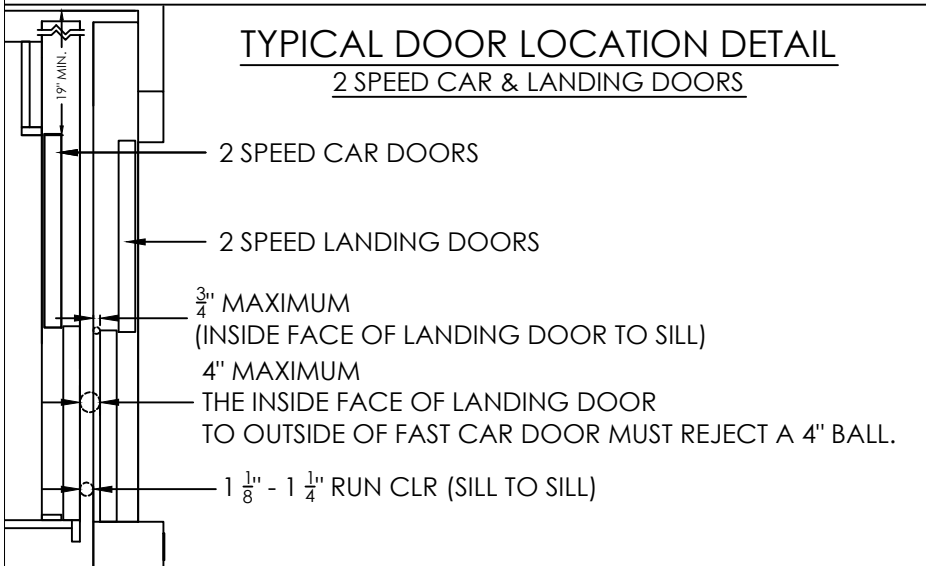 TYPICAL DOOR LOCATION DETAIL
2 SPEED CAR & LANDING DOORS
19" MIN.
2 SPEED CAR DOORS
2 SPEED LANDING DOORS
3/4" MAXIMUM
(INSIDE FACE OF LANDING DOOR TO SILL)
4" MAXIMUM
THE INSIDE FACE OF LANDING DOOR
TO OUTSIDE OF FAST CAR DOOR MUST REJECT A 4" BALL.
1 1/8" - 1 1/4" RUN CLR (SILL TO SILL)